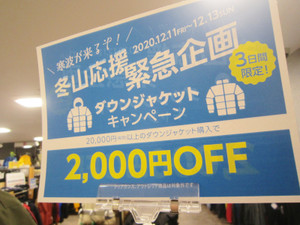 寒波が来るぞ!
2020.12.11FRI-12.13SUN
冬山応援
緊急企画
3日間
限定!
ダウンジャケット
キャンペーン
20,000円以上のダウンジャケット購入で
2,000円OFF